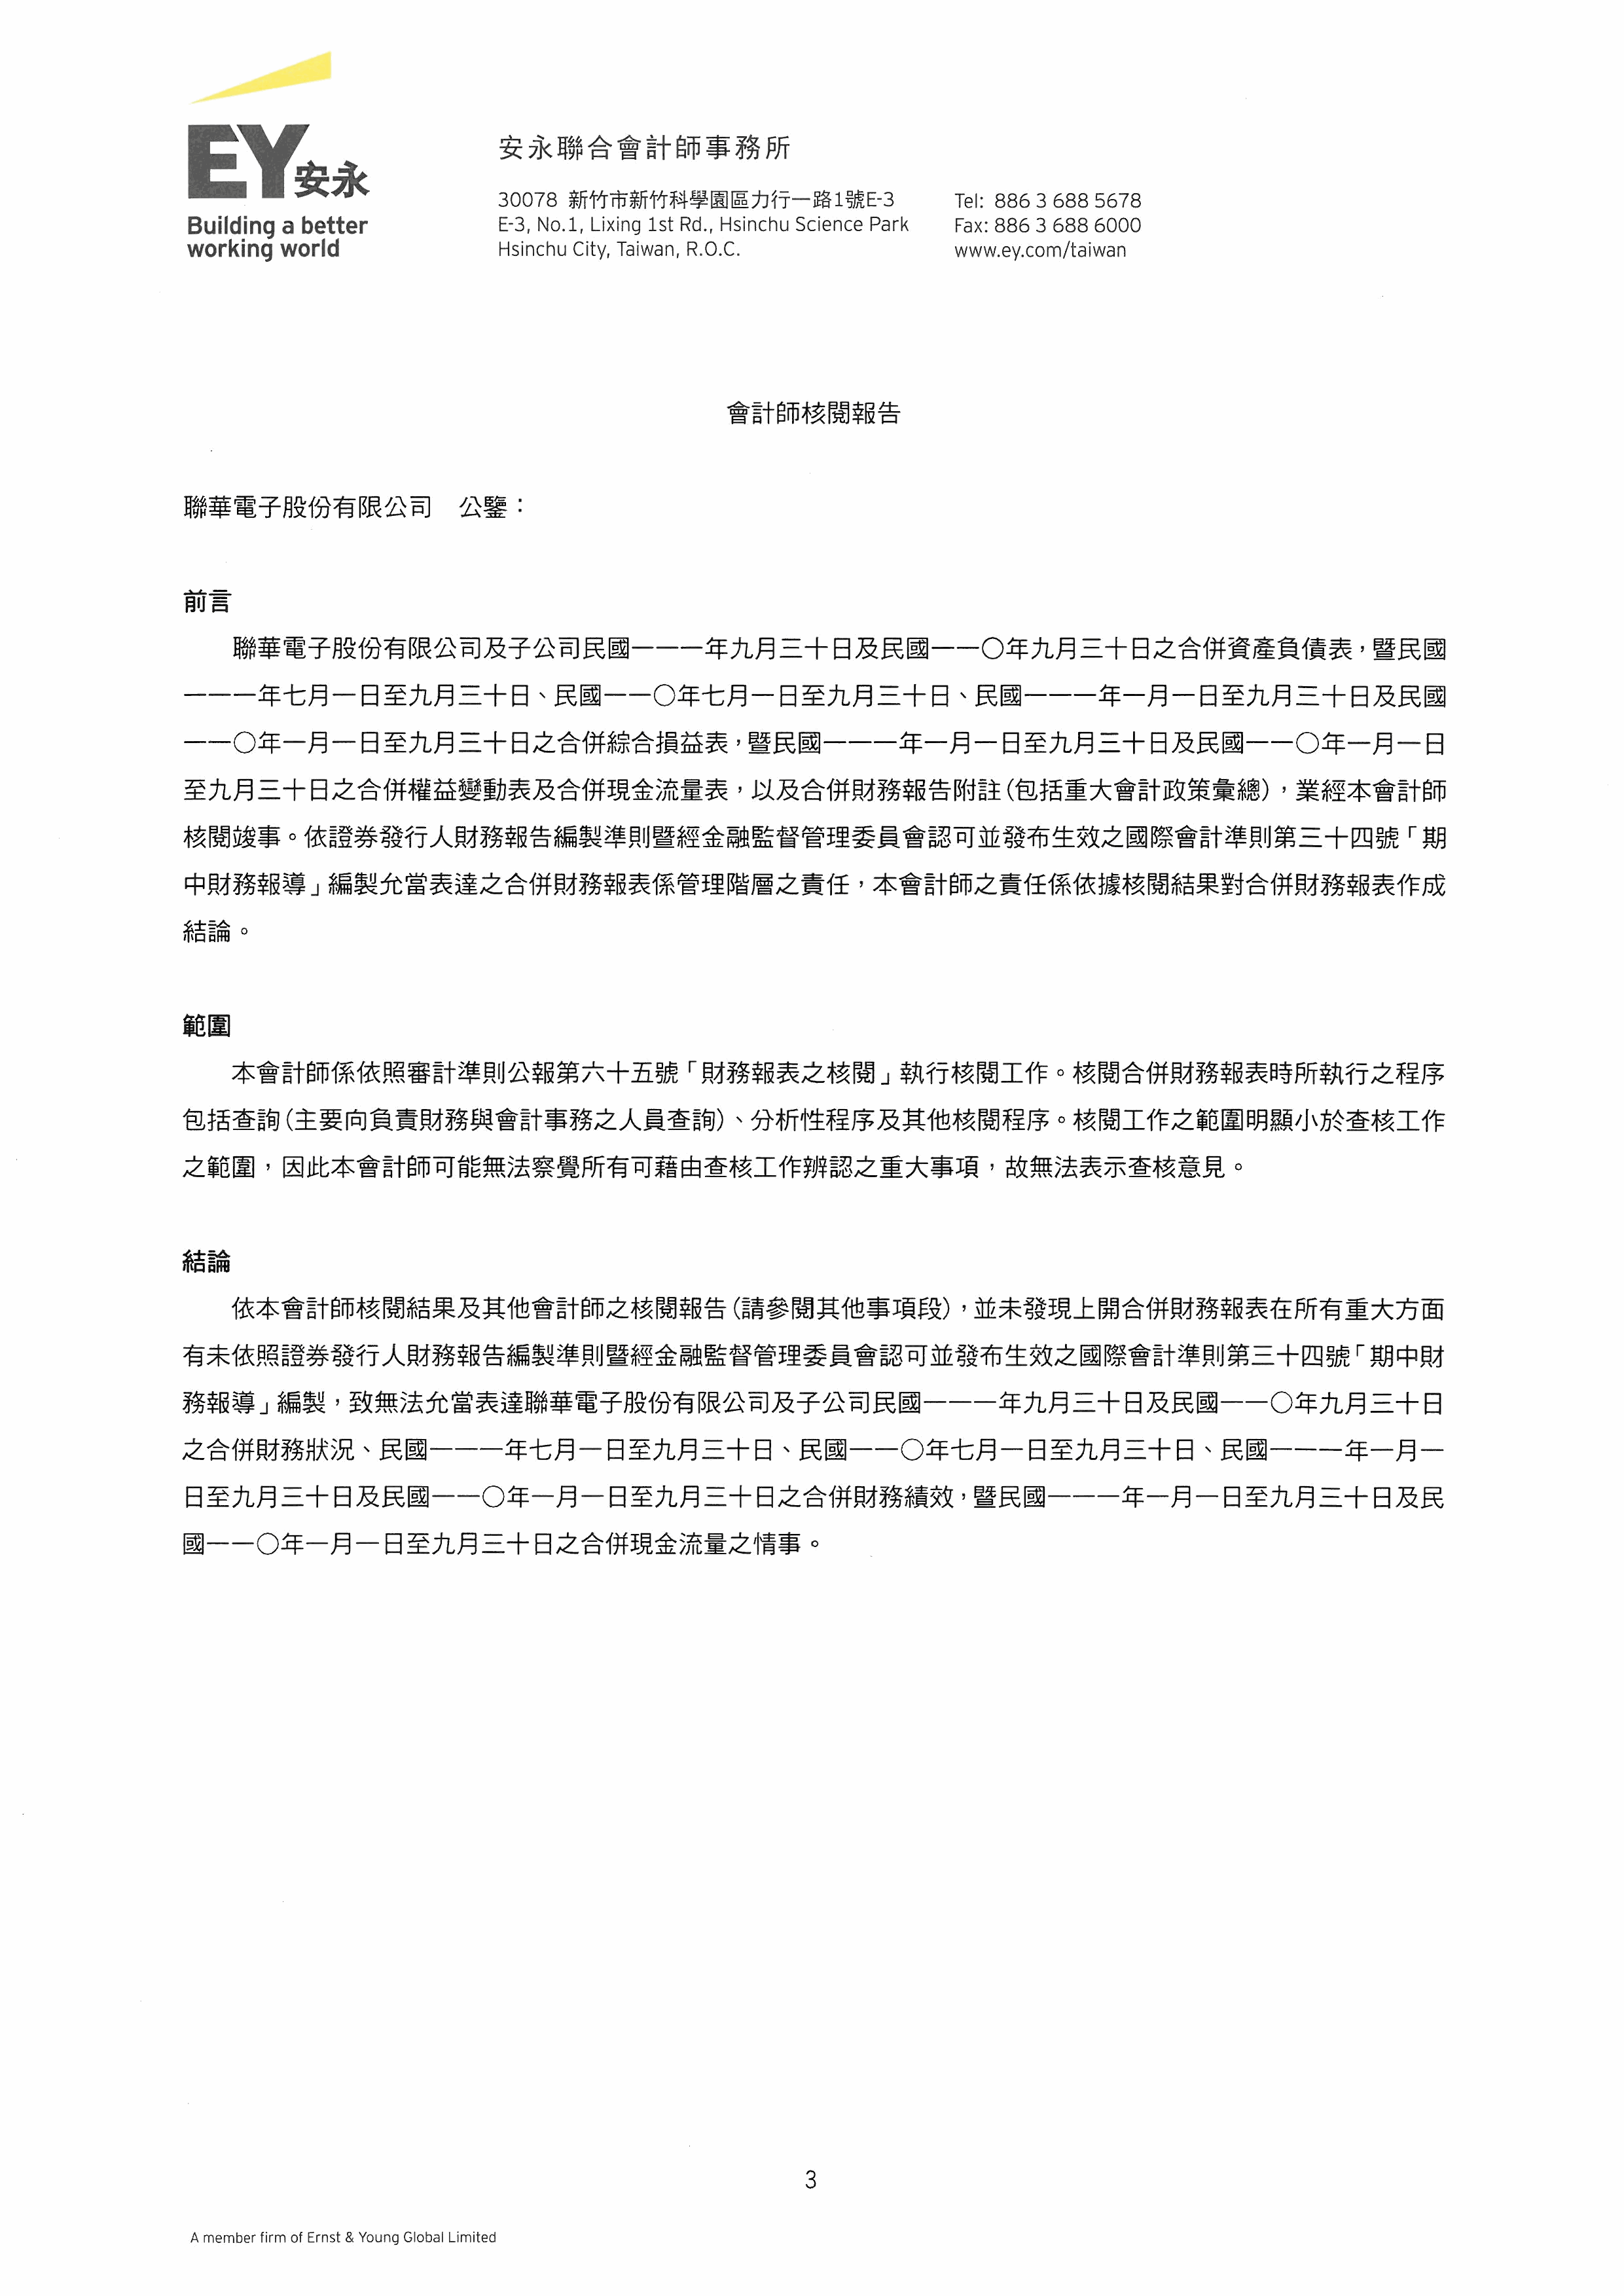 EY安永
Building a better
working world
安永聯合會計師事務所
30078 新竹市新竹科學園區力行一路1號E-3
E-3, No.1, Lixing 1st Rd., Hsinchu Science Park
Hsinchu City, Taiwan, R.O.C.
Tel: 886 3 688 5678
Fax: 886 3 688 6000
www.ey.com/taiwan
會計師核閱報告
聯華電子股份有限公司　公鑒：
前言
聯華電子股份有限公司及子公司民國一一一年九月三十日及民國一一〇年九月三十日之合併資產負債表，暨民國
一一一年七月一日至九月三十日、民國一一〇年七月一日至九月三十日、民國一一一年一月一日至九月三十日及民國
一一〇年一月一日至九月三十日之合併綜合損益表，暨民國一一一年一月一日至九月三十日及民國一一〇年一月一日
至九月三十日之合併權益變動表及合併現金流量表，以及合併財務報告附註(包括重大會計政策彙總)，業經本會計師
核閱竣事。依證券發行人財務報告編製準則暨經金融監督管理委員會認可並發布生效之國際會計準則第三十四號「期
中財務報導」編製允當表達之合併財務報表係管理階層之責任，本會計師之責任係依據核閱結果對合併財務報表作成
結論。
範圍
本會計師係依照審計準則公報第六十五號「財務報表之核閱」執行核閱工作。核閱合併財務報表時所執行之程序
包括查詢(主要向負責財務與會計事務之人員查詢)、分析性程序及其他核閱程序。核閱工作之範圍明顯小於查核工作
之範圍，因此本會計師可能無法察覺所有可藉由查核工作辨認之重大事項，故無法表示查核意見。
結論
依本會計師核閱結果及其他會計師之核閱報告(請參閱其他事項段)，並未發現上開合併財務報表在所有重大方面
有未依照證券發行人財務報告編製準則暨經金融監督管理委員會認可並發布生效之國際會計準則第三十四號「期中財
務報導」編製，致無法允當表達聯華電子股份有限公司及子公司民國一一一年九月三十日及民國一一〇年九月三十日
之合併財務狀況、民國一一一年七月一日至九月三十日、民國一一〇年七月一日至九月三十日、民國一一一年一月一
日至九月三十日及民國一一〇年一月一日至九月三十日之合併財務績效，暨民國一一一年一月一日至九月三十日及民
國一一〇年一月一日至九月三十日之合併現金流量之情事。
3
A member firm of Ernst & Young Global Limited